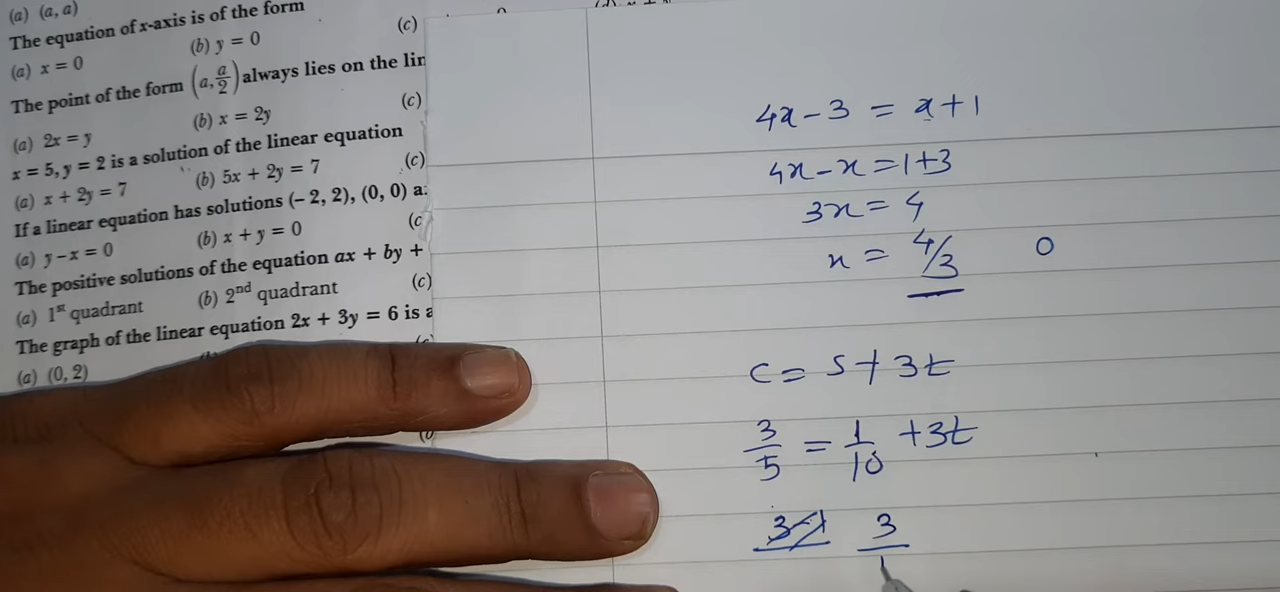 (a) (a, a)
The equation of x-axis is of the form
(a) x = 0 (b) y = 0 (c)
The point of the form (a, a/2) always lies on the lin
(a) 2x = y (b) x = 2y (c)
x = 5, y = 2 is a solution of the linear equation
(a) x + 2y = 7 (b) 5x + 2y = 7 (c)
If a linear equation has solutions (– 2, 2), (0, 0) a
(a) y – x = 0 (b) x + y = 0 (c
The positive solutions of the equation ax + by +
(a) 1st quadrant (b) 2nd quadrant (c)
The graph of the linear equation 2x + 3y = 6 is a
(a) (0, 2)
4x - 3 = x + 1
4x - x = 1 + 3
3x = 4
x = 4/3 0
c = s + 3t
3/5 = 1/10 + 3t
3